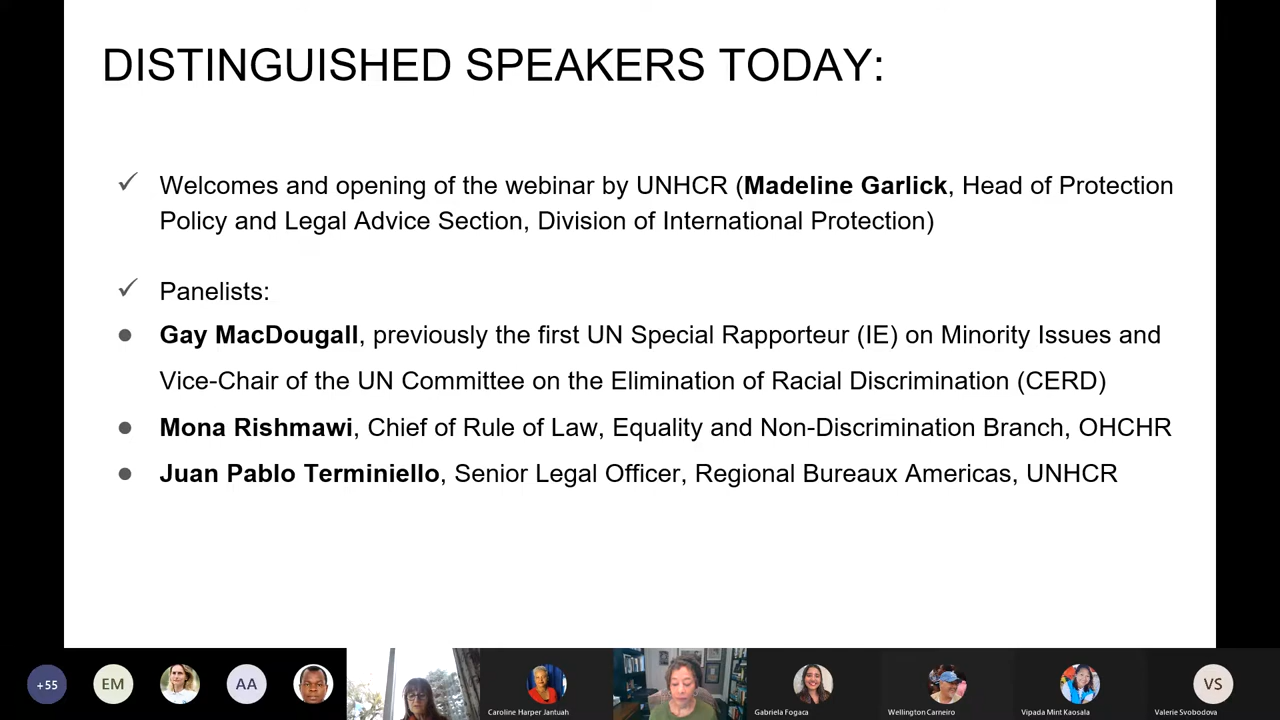 DISTINGUISHED SPEAKERS TODAY:
✓ Welcomes and opening of the webinar by UNHCR (Madeline Garlick, Head of Protection
Policy and Legal Advice Section, Division of International Protection)
✓ Panelists:
● Gay MacDougall, previously the first UN Special Rapporteur (IE) on Minority Issues and
Vice-Chair of the UN Committee on the Elimination of Racial Discrimination (CERD)
● Mona Rishmawi, Chief of Rule of Law, Equality and Non-Discrimination Branch, OHCHR
● Juan Pablo Terminiello, Senior Legal Officer, Regional Bureaux Americas, UNHCR
+55
EM
AA
VS
Caroline Harper Jantuah
Gabriela Fogaca
Wellington Carneiro
Vipada Mint Kaosala
Valerie Svobodova